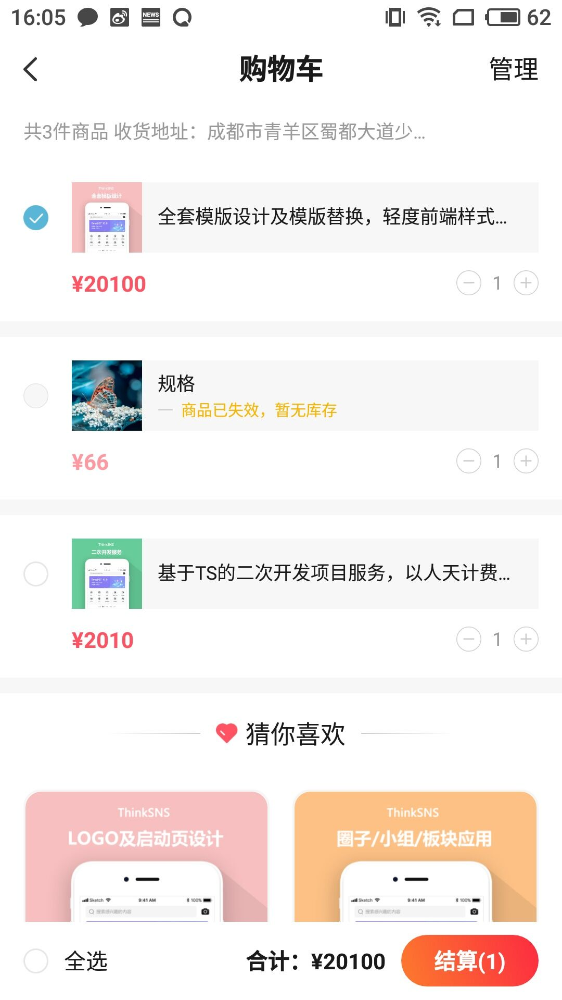 16:05
NEWS
62
购物车
管理
共3件商品 收货地址：成都市青羊区蜀都大道少...
ThinkSNS
全套模板设计
全套模版设计及模版替换，轻度前端样式...
¥20100
1
规格
— 商品已失效，暂无库存
¥66
1
ThinkSNS
二次开发服务
基于TS的二次开发项目服务，以人天计费...
¥2010
1
猜你喜欢
ThinkSNS
LOGO及启动页设计
Sketch 9:41 AM 100%
搜索感兴趣的内容
ThinkSNS
圈子/小组/板块应用
Sketch 9:41 AM 100%
搜索感兴趣的内容
全选
合计：¥20100
结算(1)